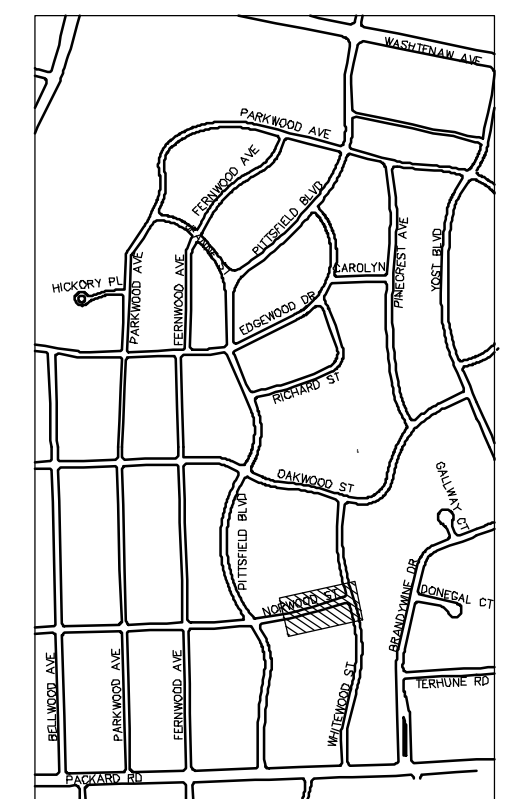 WASHTENAW AVE
PARKWOOD AVE
FERNWOOD AVE
PITTSFIELD BLVD
CAROLYN
PINECREST AVE
YOST BLVD
HICKORY PL
PARKWOOD AVE
FERNWOOD AVE
EDGEWOOD DR
RICHARD ST
OAKWOOD ST
GALLWAY CT
PITTSFIELD BLVD
NORWOOD ST
BRANDYWNE DR
DONEGAL CT
BELLWOOD AVE
PARKWOOD AVE
FERNWOOD AVE
WHITEWOOD ST
TERHUNE RD
PACKARD RD